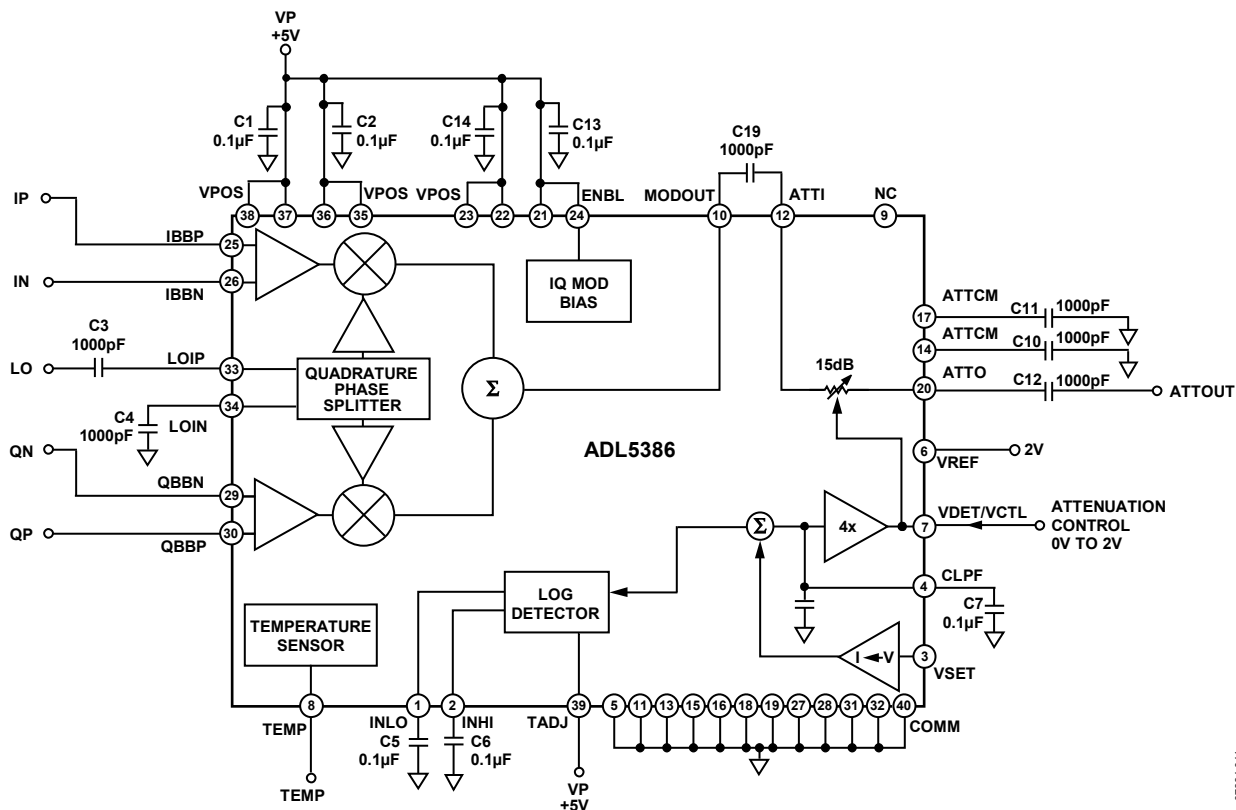 VP
+5V
C1
0.1µF
C2
0.1µF
C14
0.1µF
C13
0.1µF
C19
1000pF
VPOS
VPOS
VPOS
ENBL
MODOUT
ATTI
NC
38
37
36
35
23
22
21
24
10
12
9
IP
IBBP
25
IN
IBBN
26
IQ MOD
BIAS
C3
1000pF
LO
LOIP
33
QUADRATURE
PHASE
SPLITTER
34
LOIN
C4
1000pF
Σ
15dB
ATTCM
17
C11
1000pF
ATTCM
14
C10
1000pF
ATTO
20
C12
1000pF
ATTOUT
ADL5386
6
VREF
2V
QN
QBBN
29
QP
QBBP
30
Σ
4x
7
VDET/VCTL
ATTENUATION
CONTROL
0V TO 2V
4
CLPF
C7
0.1µF
LOG
DETECTOR
TEMPERATURE
SENSOR
I
V
3
VSET
8
1
2
39
5
11
13
15
16
18
19
27
28
31
32
40
TEMP
INLO
INHI
TADJ
COMM
C5
0.1µF
C6
0.1µF
TEMP
VP
+5V